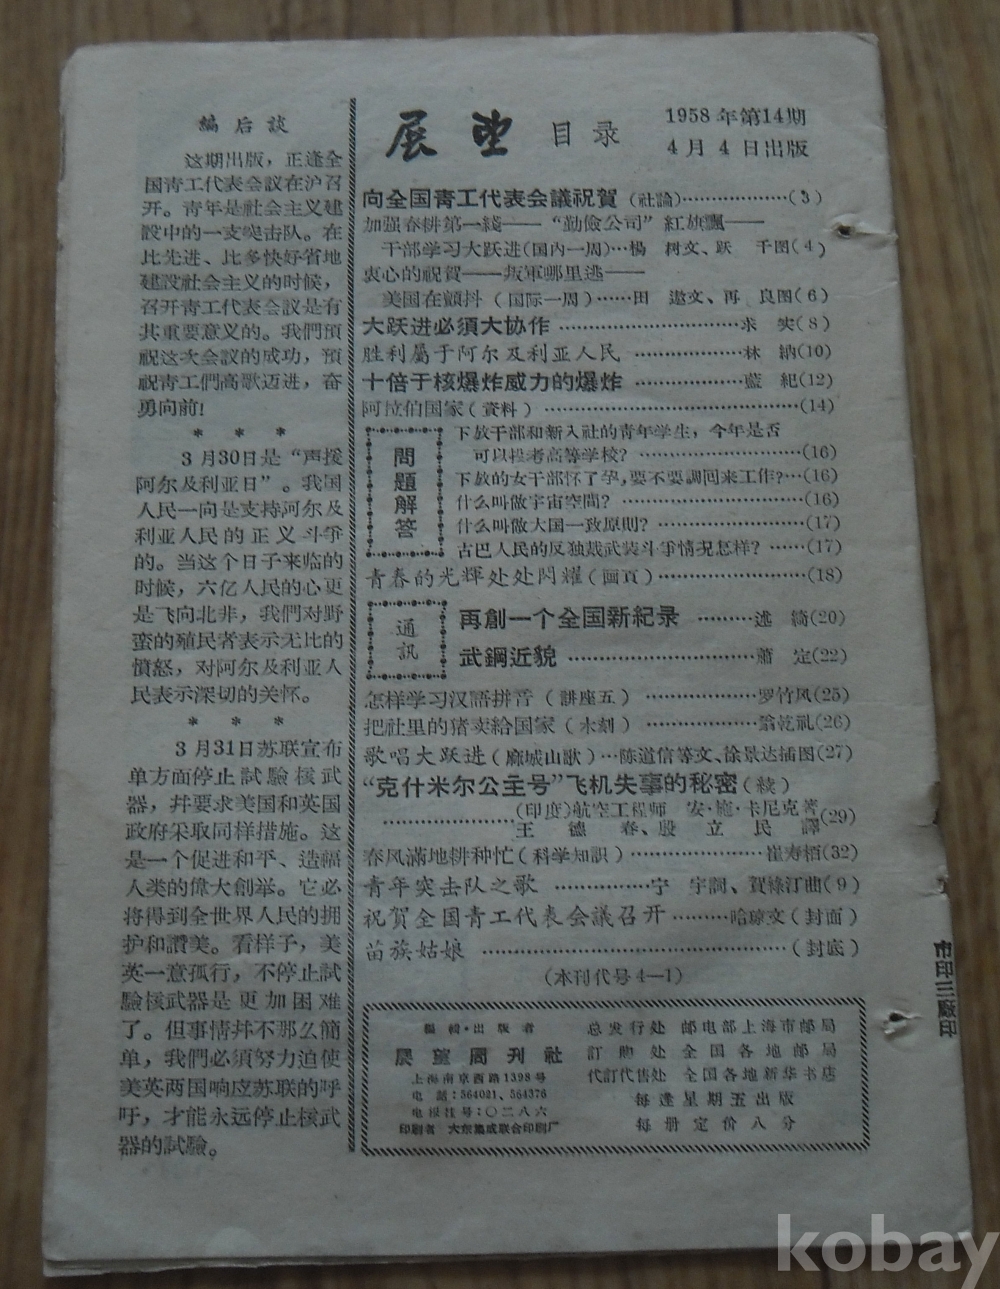 編后談
这期出版，正逢全
国靑工代表会議在沪召
开。靑年是社会主义建
設中的一支突击队。在
比先进、比多快好省地
建設社会主义的时候，
召开靑工代表会議是有
其重要意义的。我們預
祝这次会議的成功，預
祝靑工們高歌迈进，奋
勇向前!
* * *
3月30日是“声援
阿尔及利亚日”。我国
人民一向是支持阿尔及
利亚人民的正义斗爭
的。当这个日子来临的
时候，六亿人民的心更
是飞向北非，我們对野
蛮的殖民者表示无比的
憤怒，对阿尔及利亚人
民表示深切的关怀。
* * *
3月31日苏联宣布
单方面停止試驗核武
器，幷要求美国和英国
政府采取同样措施。这
是一个促进和平、造福
人类的偉大創举。它必
将得到全世界人民的拥
护和讚美。看样子，美
英一意孤行，不停止試
驗核武器是更加困难
了。但事情幷不那么簡
单，我們必須努力迫使
美英两国响应苏联的呼
吁，才能永远停止核武
器的試驗。
展望 目录
1958年第14期
4月4日出版
向全国靑工代表会議祝賀（社論）………………(3)
加强春耕第一綫——“勤儉公司”紅旗飄——
干部学习大跃进(国内一周)…楊 柯文、跃 千图(4)
衷心的祝賀——叛軍哪里逃——
美国在顫抖（国际一周）……田 遨文、再 良图(6)
大跃进必須大协作………………………求 实(8)
胜利屬于阿尔及利亚人民………………林 鈉(10)
十倍于核爆炸威力的爆炸………………藍 紀(12)
阿拉伯国家（資料）……………………………(14)
問題解答
下放干部和新入社的靑年学生，今年是否
可以投考高等学校?……………………(16)
下放的女干部怀了孕，要不要調回来工作?…(16)
什么叫做宇宙空間?………………………(16)
什么叫做大国一致原則?…………………(17)
古巴人民的反独裁武装斗爭情况怎样?……(17)
青春的光輝处处閃耀（画頁）…………………(18)
通訊
再創一个全国新紀录………述 綺(20)
武鋼近貌……………………蕭 定(22)
怎样学习汉語拼音（講座五）……………罗竹风(25)
把社里的猪卖給国家（木刻）……………翁乾礼(26)
歌唱大跃进（麻城山歌）…陈道信等文、徐景达插图(27)
“克什米尔公主号”飞机失事的秘密(續)
(印度)航空工程师 安·施·卡尼克著
王德春、殷立民譯
………………(29)
春风滿地耕种忙（科学知識）………………崔寿栢(32)
青年突击队之歌…………宁 宇詞、賀綠汀曲(9)
祝賀全国靑工代表会議召开………哈琼文(封面)
苗族姑娘…………………………………(封底)
（本刊代号4—1）
編輯·出版者
展望周刊社
上海南京西路1398号
电話:564021、564376
电报挂号:〇二八六
印刷者 大东集成联合印刷厂
总发行处 邮电部上海市邮局
訂購处 全国各地邮局
代訂代售处 全国各地新华书店
每逢星期五出版
每册定价八分
市印三廠印
kobay